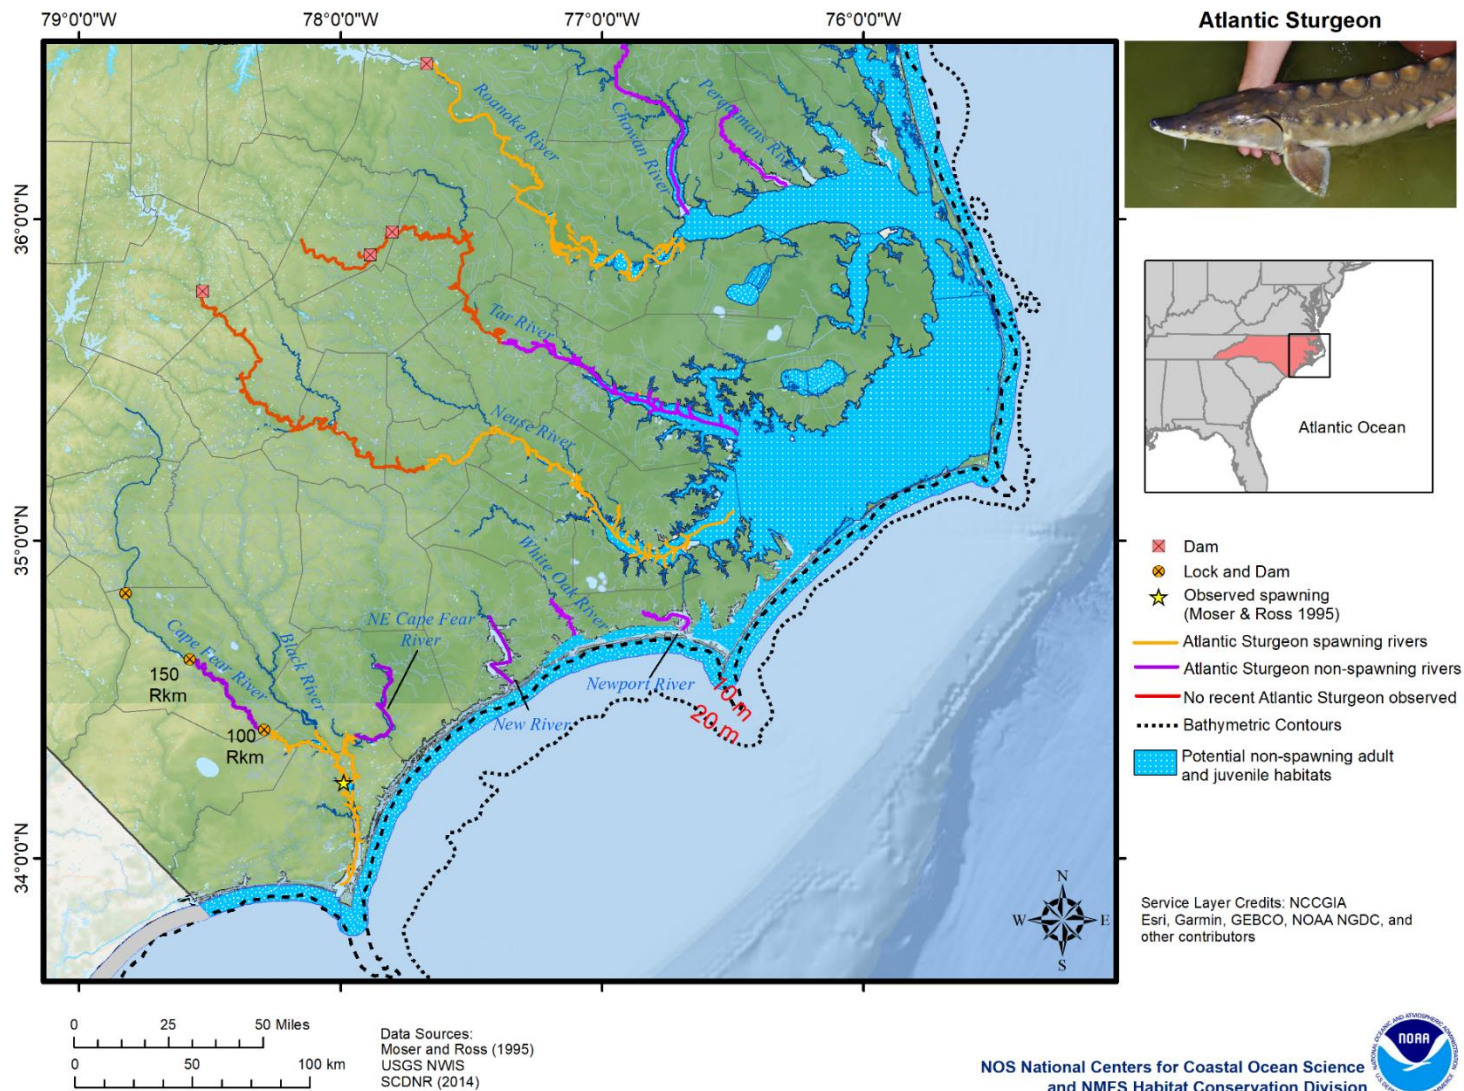 79°0'0"W
78°0'0"W
77°0'0"W
76°0'0"W
Atlantic Sturgeon
36°0'0"N
35°0'0"N
34°0'0"N
Roanoke River
Chowan River
Perquimans River
Tar River
Neuse River
White Oak River
NE Cape Fear
River
Cape Fear River
Black River
150
Rkm
100
Rkm
New River
Newport River
10 m
20 m
Atlantic Ocean
Dam
Lock and Dam
Observed spawning
(Moser & Ross 1995)
Atlantic Sturgeon spawning rivers
Atlantic Sturgeon non-spawning rivers
No recent Atlantic Sturgeon observed
Bathymetric Contours
Potential non-spawning adult
and juvenile habitats
N
W E
S
Service Layer Credits: NCCGIA
Esri, Garmin, GEBCO, NOAA NGDC, and
other contributors
0 25 50 Miles
0 50 100 km
Data Sources:
Moser and Ross (1995)
USGS NWIS
SCDNR (2014)
NOS National Centers for Coastal Ocean Science
and NMFS Habitat Conservation Division
NOAA